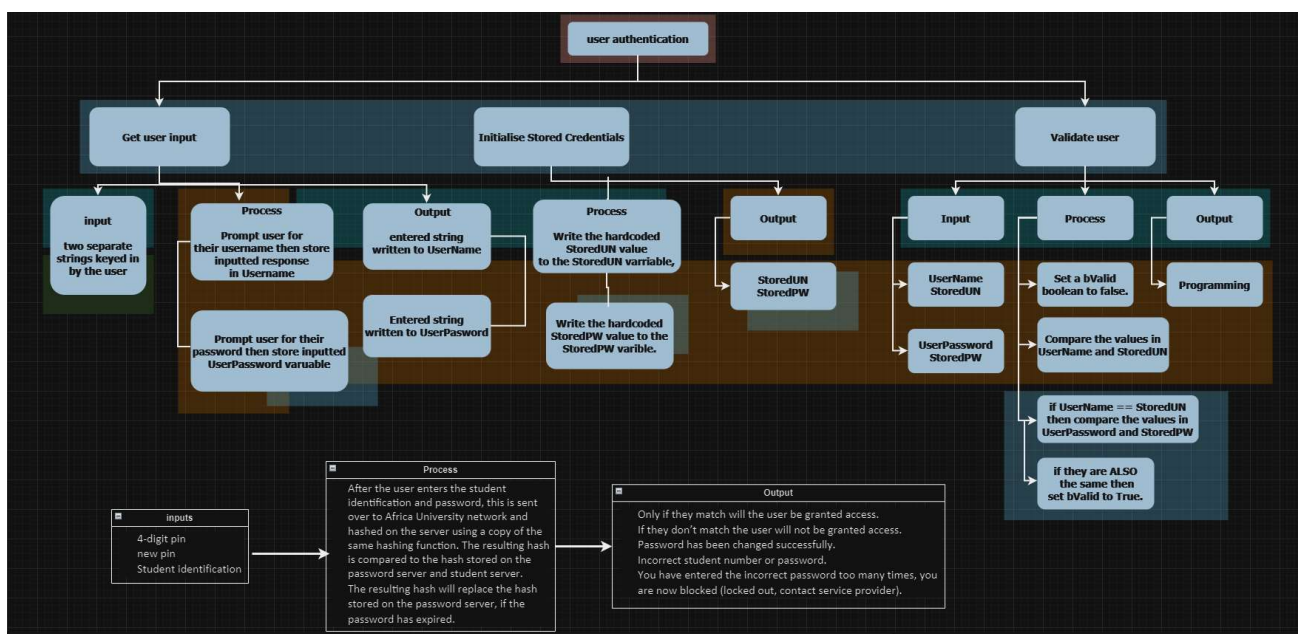 user authentication
Get user input
Initialise Stored Credentials
Validate user
input
two separate
strings keyed in
by the user
Process
Prompt user for
their username then store
inputted response
in Username
Prompt user for their
password then store inputted
UserPassword varuable
Output
entered string
written to UserName
Entered string
written to UserPasword
Process
Write the hardcoded
StoredUN value
to the StoredUN varriable,
Write the hardcoded
StoredPW value to the
StoredPW varible.
Output
StoredUN
StoredPW
Input
UserName
StoredUN
UserPassword
StoredPW
Process
Set a bValid
boolean to false.
Compare the values in
UserName and StoredUN
if UserName == StoredUN
then compare the values in
UserPassword and StoredPW
if they are ALSO
the same then
set bValid to True.
Output
Programming
inputs
4-digit pin
new pin
Student identification
Process
After the user enters the student
identification and password, this is sent
over to Africa University network and
hashed on the server using a copy of the
same hashing function. The resulting hash
is compared to the hash stored on the
password server and student server.
The resulting hash will replace the hash
stored on the password server, if the
password has expired.
Output
Only if they match will the user be granted access.
If they don't match the user will not be granted access.
Password has been changed successfully.
Incorrect student number or password.
You have entered the incorrect password too many times, you
are now blocked (locked out, contact service provider).